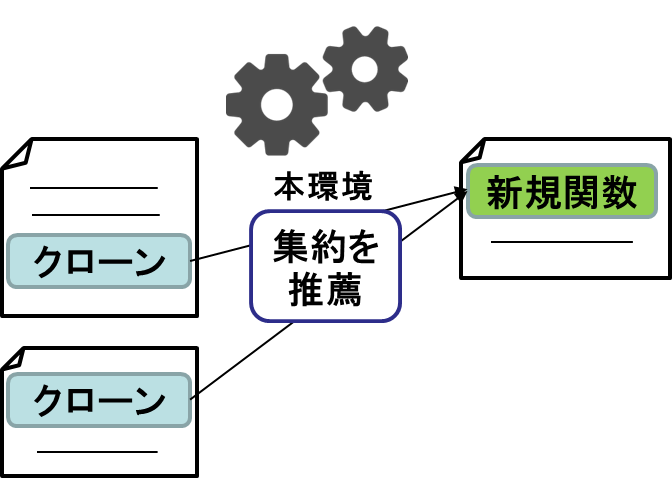 本環境
新規関数
集約を
推薦
クローン
クローン